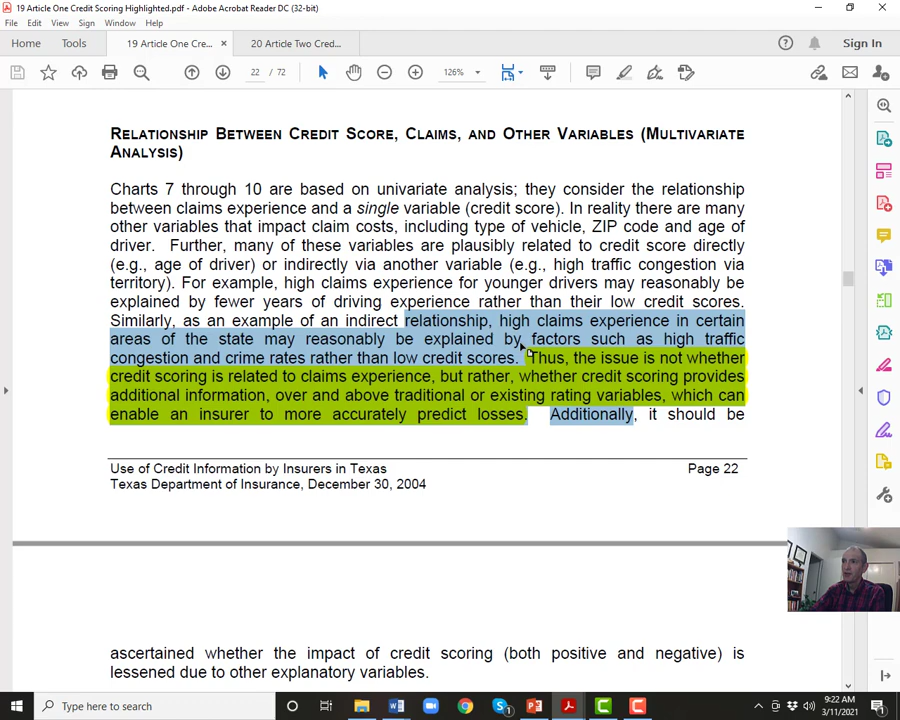 19 Article One Credit Scoring Highlighted.pdf - Adobe Acrobat Reader DC (32-bit)
File Edit View Sign Window Help
Home Tools 19 Article One Cre... × 20 Article Two Cred... Sign In
22 / 72 126%
RELATIONSHIP BETWEEN CREDIT SCORE, CLAIMS, AND OTHER VARIABLES (MULTIVARIATE
ANALYSIS)
Charts 7 through 10 are based on univariate analysis; they consider the relationship
between claims experience and a single variable (credit score). In reality there are many
other variables that impact claim costs, including type of vehicle, ZIP code and age of
driver. Further, many of these variables are plausibly related to credit score directly
(e.g., age of driver) or indirectly via another variable (e.g., high traffic congestion via
territory). For example, high claims experience for younger drivers may reasonably be
explained by fewer years of driving experience rather than their low credit scores.
Similarly, as an example of an indirect relationship, high claims experience in certain
areas of the state may reasonably be explained by factors such as high traffic
congestion and crime rates rather than low credit scores. Thus, the issue is not whether
credit scoring is related to claims experience, but rather, whether credit scoring provides
additional information, over and above traditional or existing rating variables, which can
enable an insurer to more accurately predict losses. Additionally, it should be
Use of Credit Information by Insurers in Texas Page 22
Texas Department of Insurance, December 30, 2004
ascertained whether the impact of credit scoring (both positive and negative) is
lessened due to other explanatory variables.
Type here to search
9:22 AM
3/11/2021